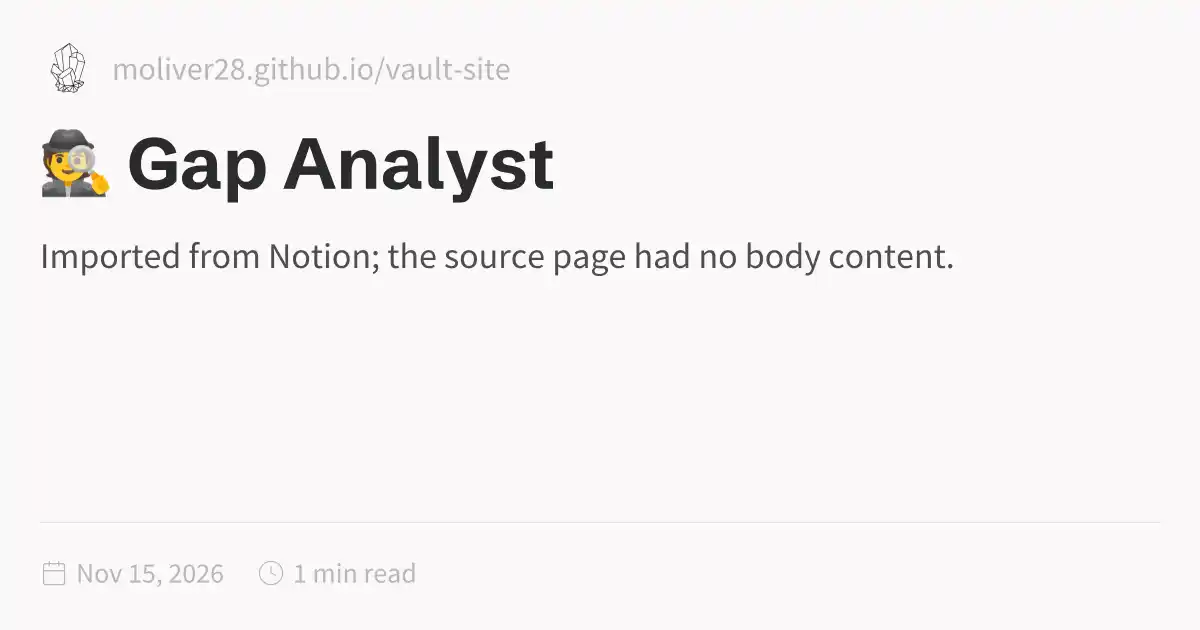 moliver28.github.io/vault-site
🕵️ Gap Analyst
Imported from Notion; the source page had no body content.
Nov 15, 2026 1 min read